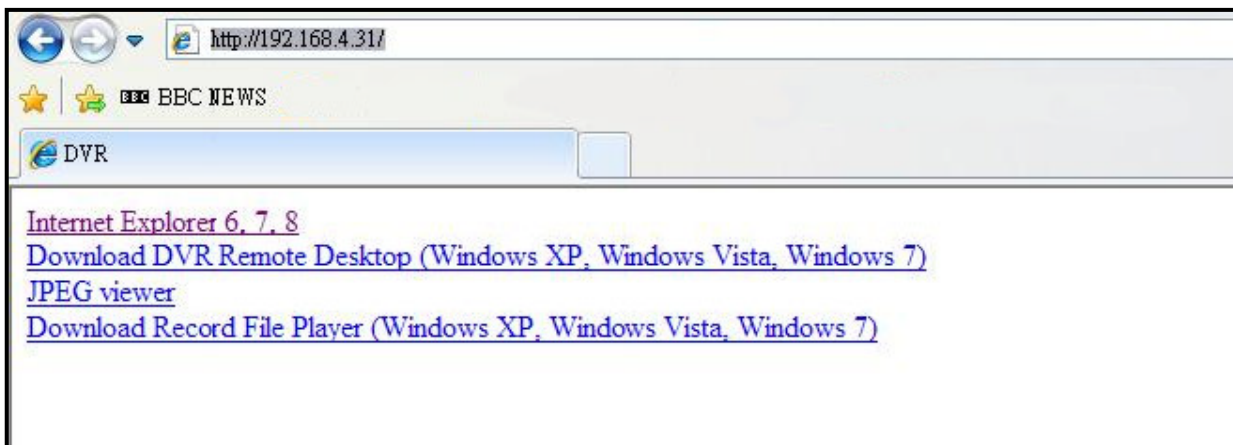 http://192.168.4.31/
BBC BBC NEWS
DVR
Internet Explorer 6, 7, 8
Download DVR Remote Desktop (Windows XP, Windows Vista, Windows 7)
JPEG viewer
Download Record File Player (Windows XP, Windows Vista, Windows 7)